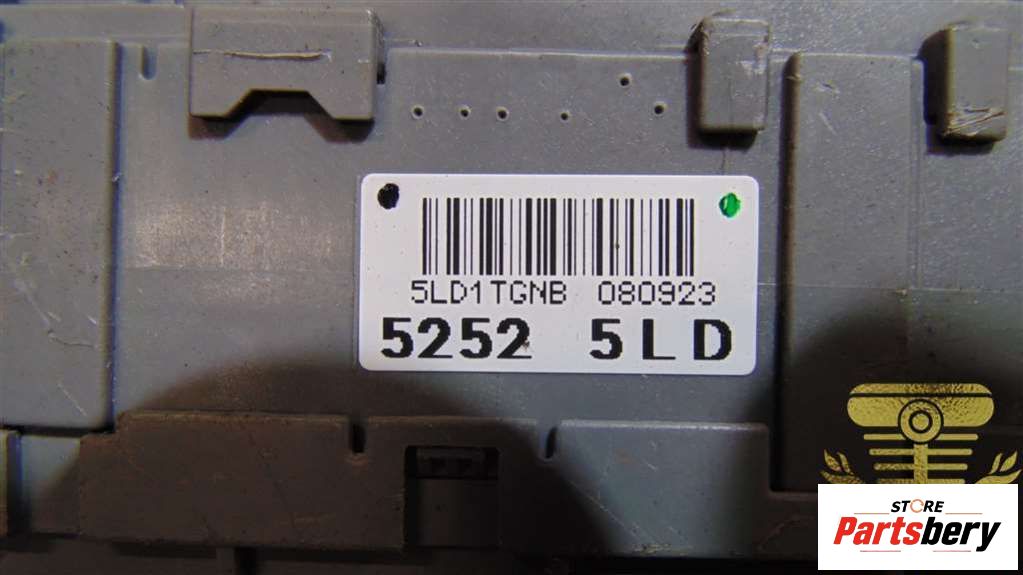 5LD1TGNB 080923
5252 5LD
STORE
Partsbery